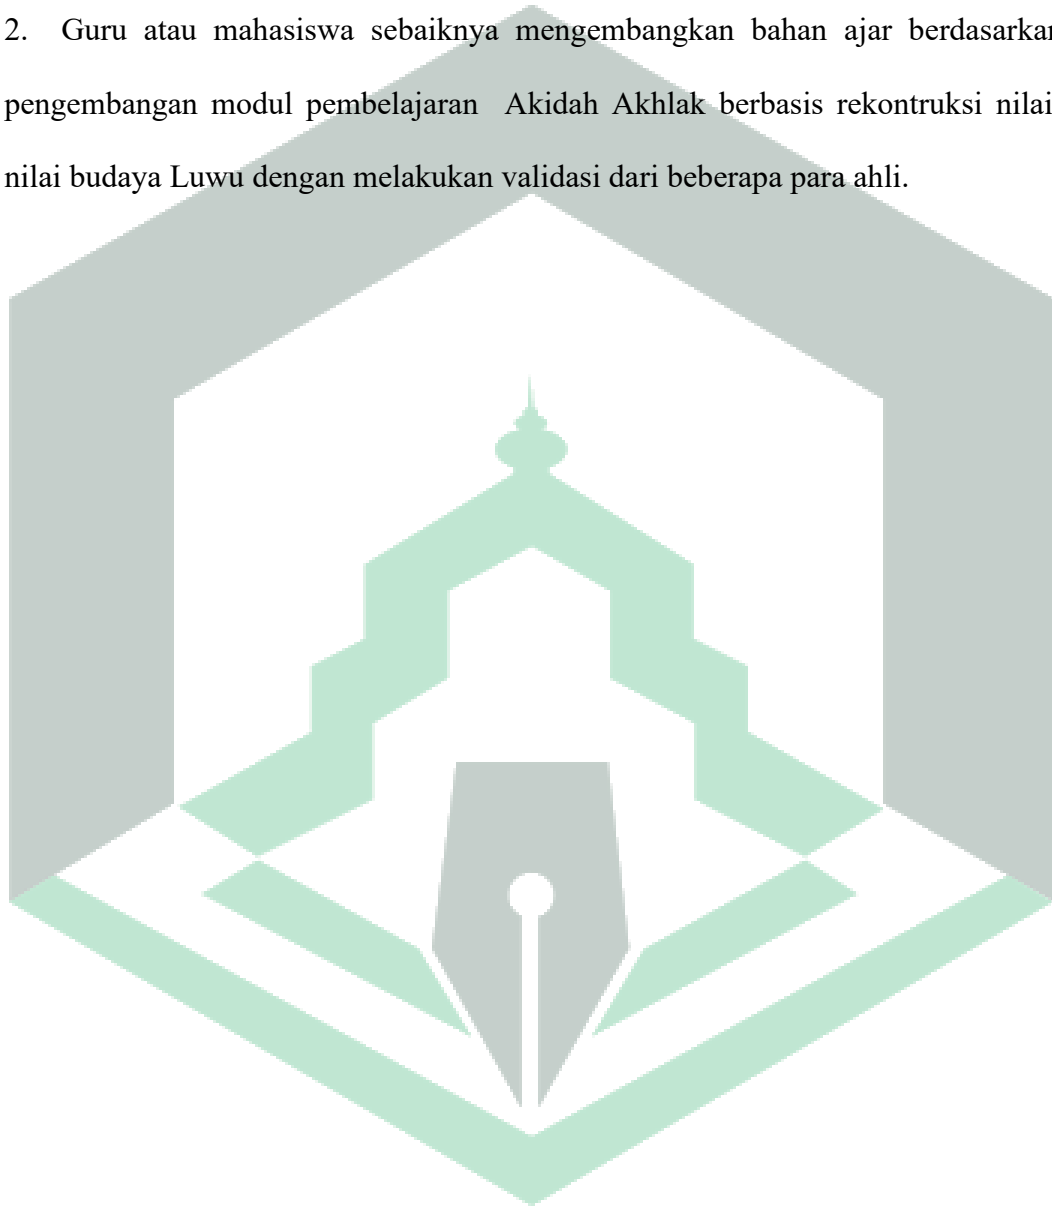 2. Guru atau mahasiswa sebaiknya mengembangkan bahan ajar berdasarkan
pengembangan modul pembelajaran Akidah Akhlak berbasis rekontruksi nilai
nilai budaya Luwu dengan melakukan validasi dari beberapa para ahli.